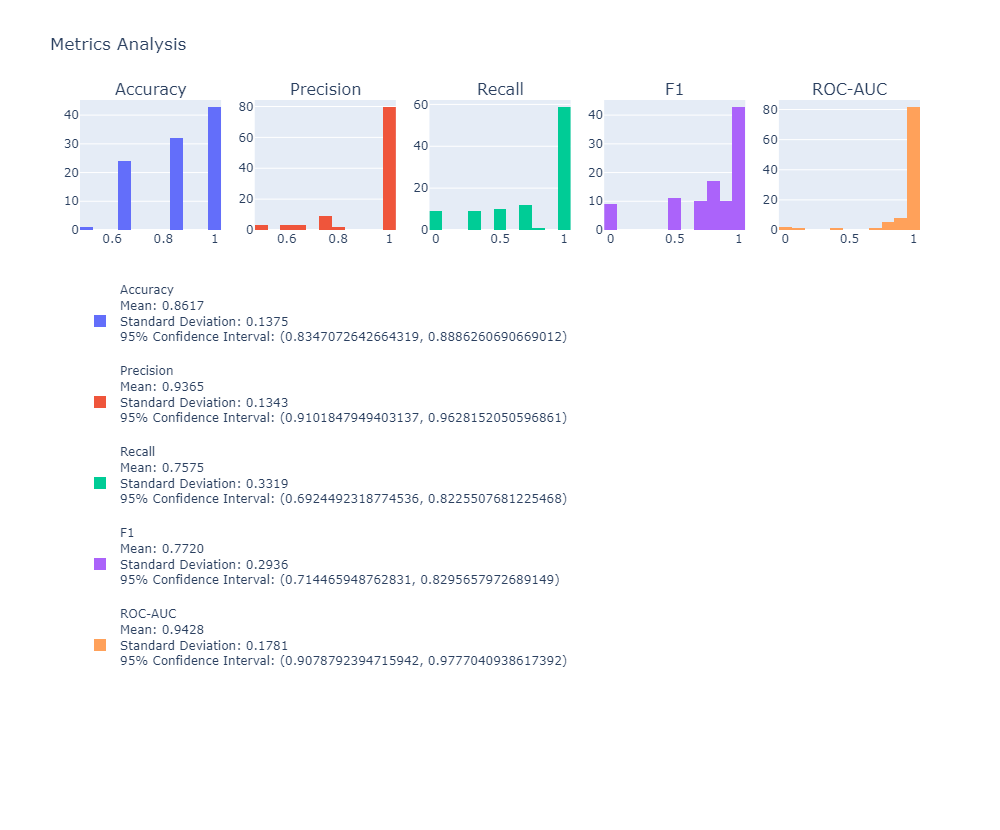 Metrics Analysis
Accuracy Precision Recall F1 ROC-AUC
40
30
20
10
0
0.6 0.8 1
80
60
40
20
0
0.6 0.8 1
60
40
20
0
0 0.5 1
40
30
20
10
0
0 0.5 1
80
60
40
20
0
0 0.5 1
Accuracy
Mean: 0.8617
Standard Deviation: 0.1375
95% Confidence Interval: (0.8347072642664319, 0.8886260690669012)
Precision
Mean: 0.9365
Standard Deviation: 0.1343
95% Confidence Interval: (0.9101847949403137, 0.9628152050596861)
Recall
Mean: 0.7575
Standard Deviation: 0.3319
95% Confidence Interval: (0.6924492318774536, 0.8225507681225468)
F1
Mean: 0.7720
Standard Deviation: 0.2936
95% Confidence Interval: (0.714465948762831, 0.8295657972689149)
ROC-AUC
Mean: 0.9428
Standard Deviation: 0.1781
95% Confidence Interval: (0.9078792394715942, 0.9777040938617392)